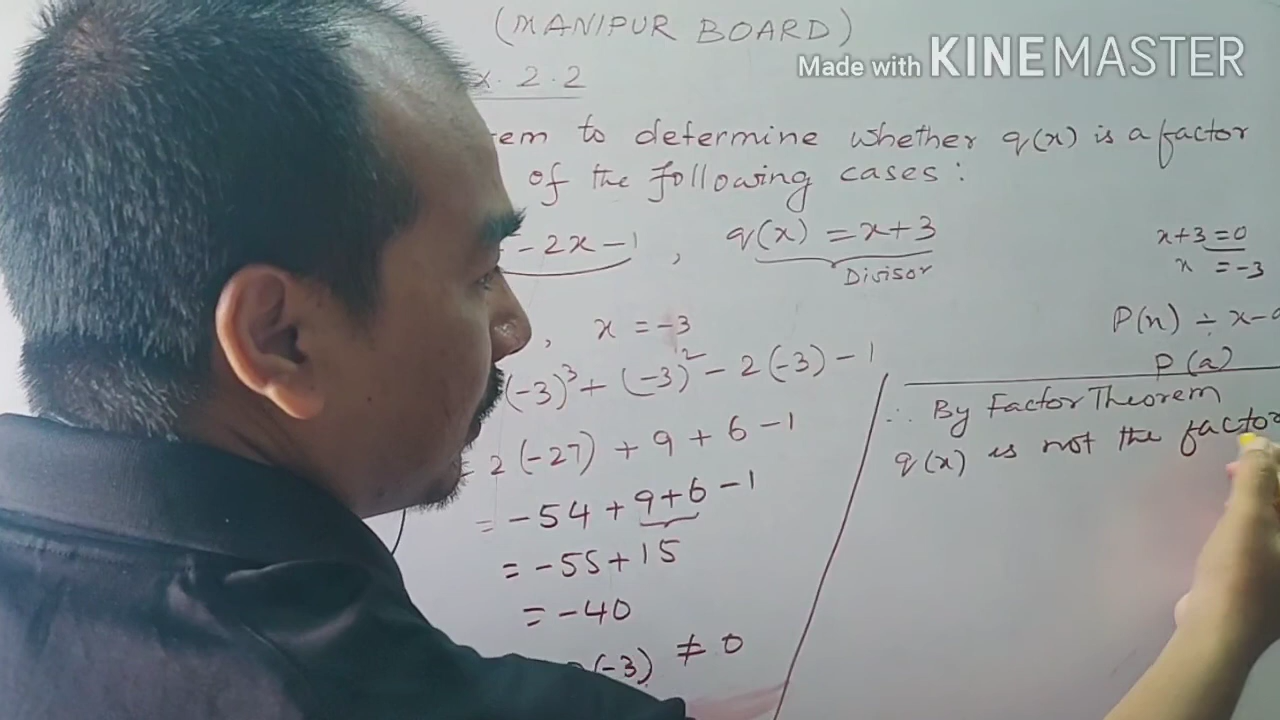 (MANIPUR BOARD)
Made with KINEMASTER
x. 2.2
em to determine whether q(x) is a factor
of the following cases:
- 2x - 1 , q(x) = x+3
Divisor
x+3 = 0
x = -3
, x = -3
P(x) ÷ x-a
P(a)
(-3)³ + (-3)² - 2(-3) - 1
= 2(-27) + 9 + 6 - 1
= -54 + 9+6 - 1
= -55 + 15
= -40
(-3) ≠ 0
∴ By Factor Theorem
q(x) is not the factor